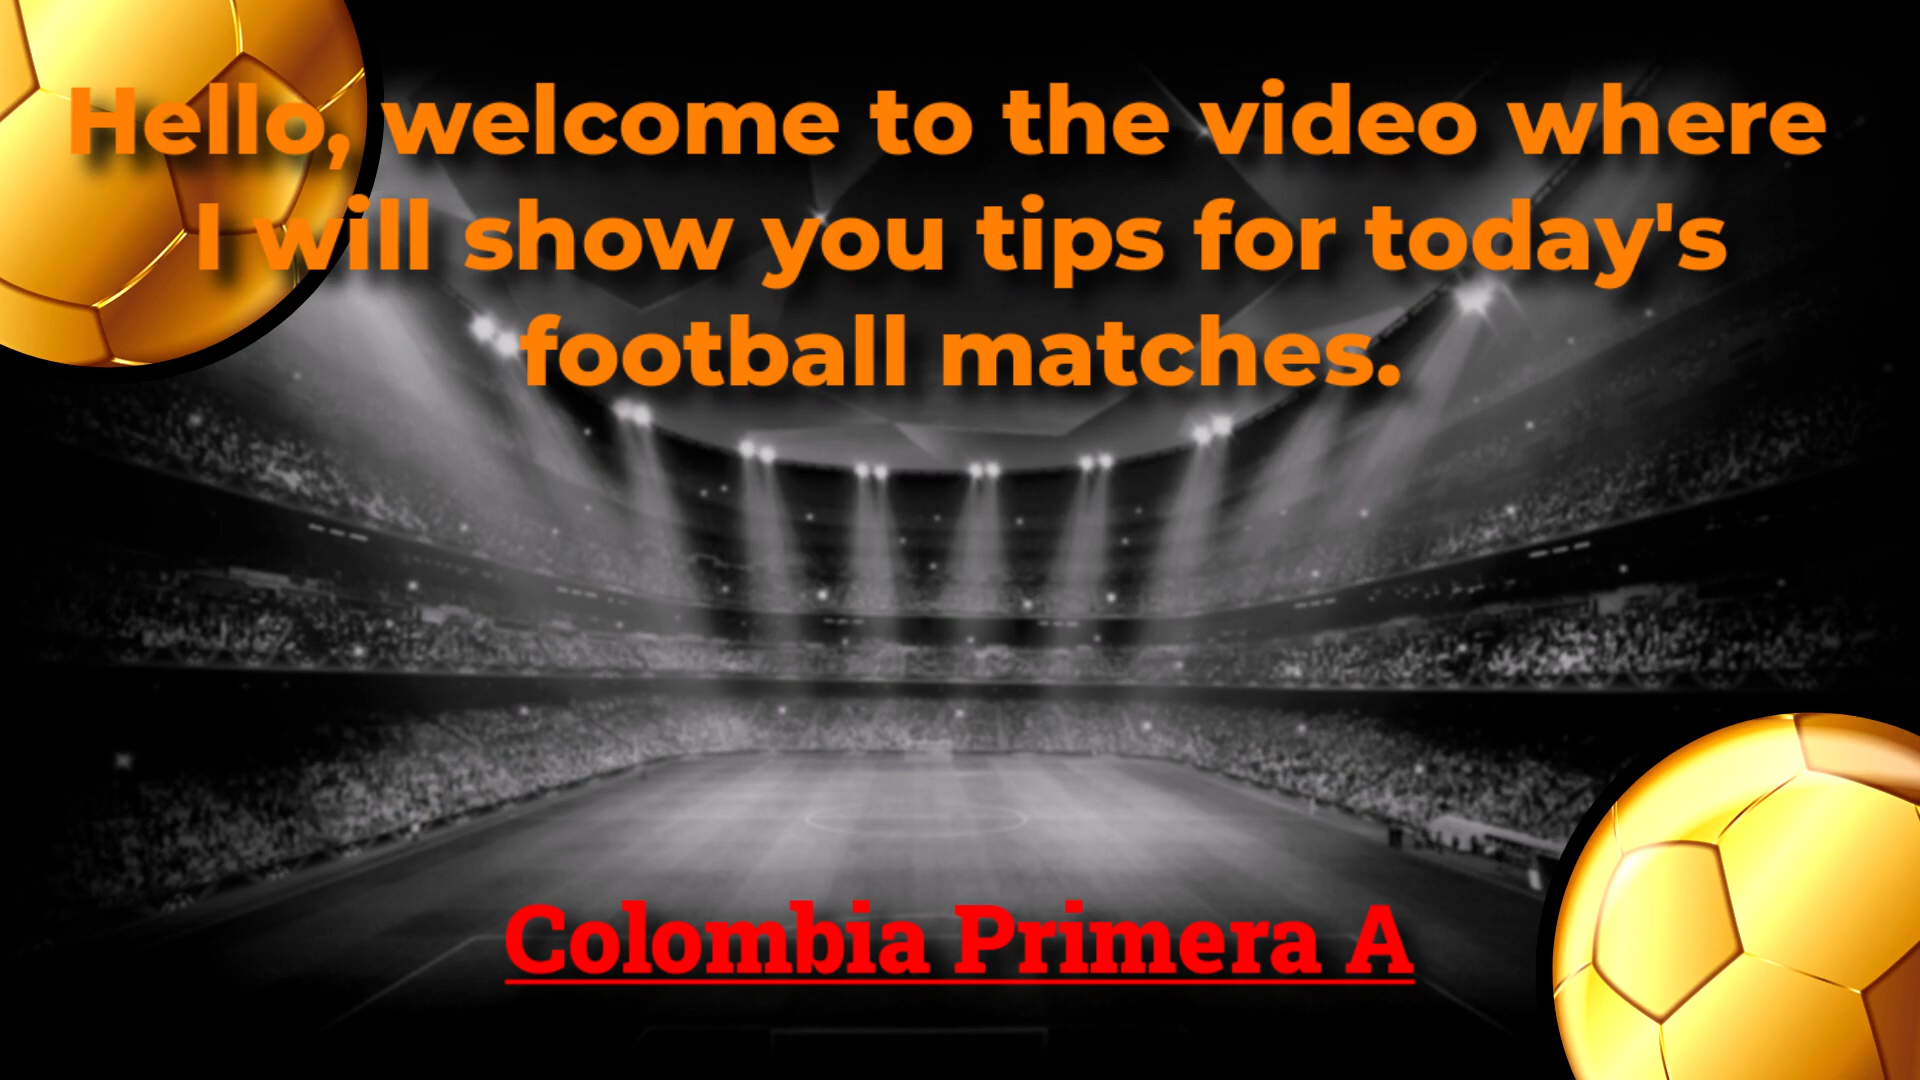 Hello, welcome to the video where
I will show you tips for today's
football matches.
Colombia Primera A